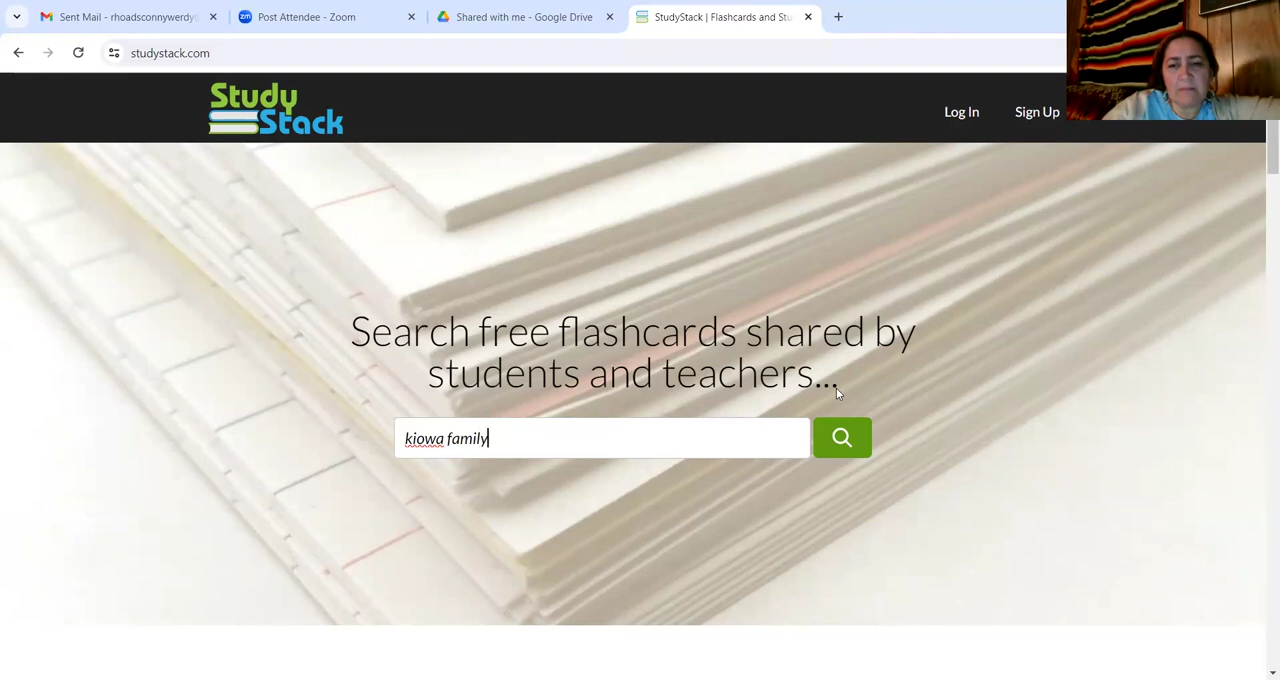 Sent Mail - rhoadsconnywerdy@
Post Attendee - Zoom
Shared with me - Google Drive
StudyStack | Flashcards and Stu
studystack.com
Study
Stack
Log In
Sign Up
Search free flashcards shared by
students and teachers...
kiowa family